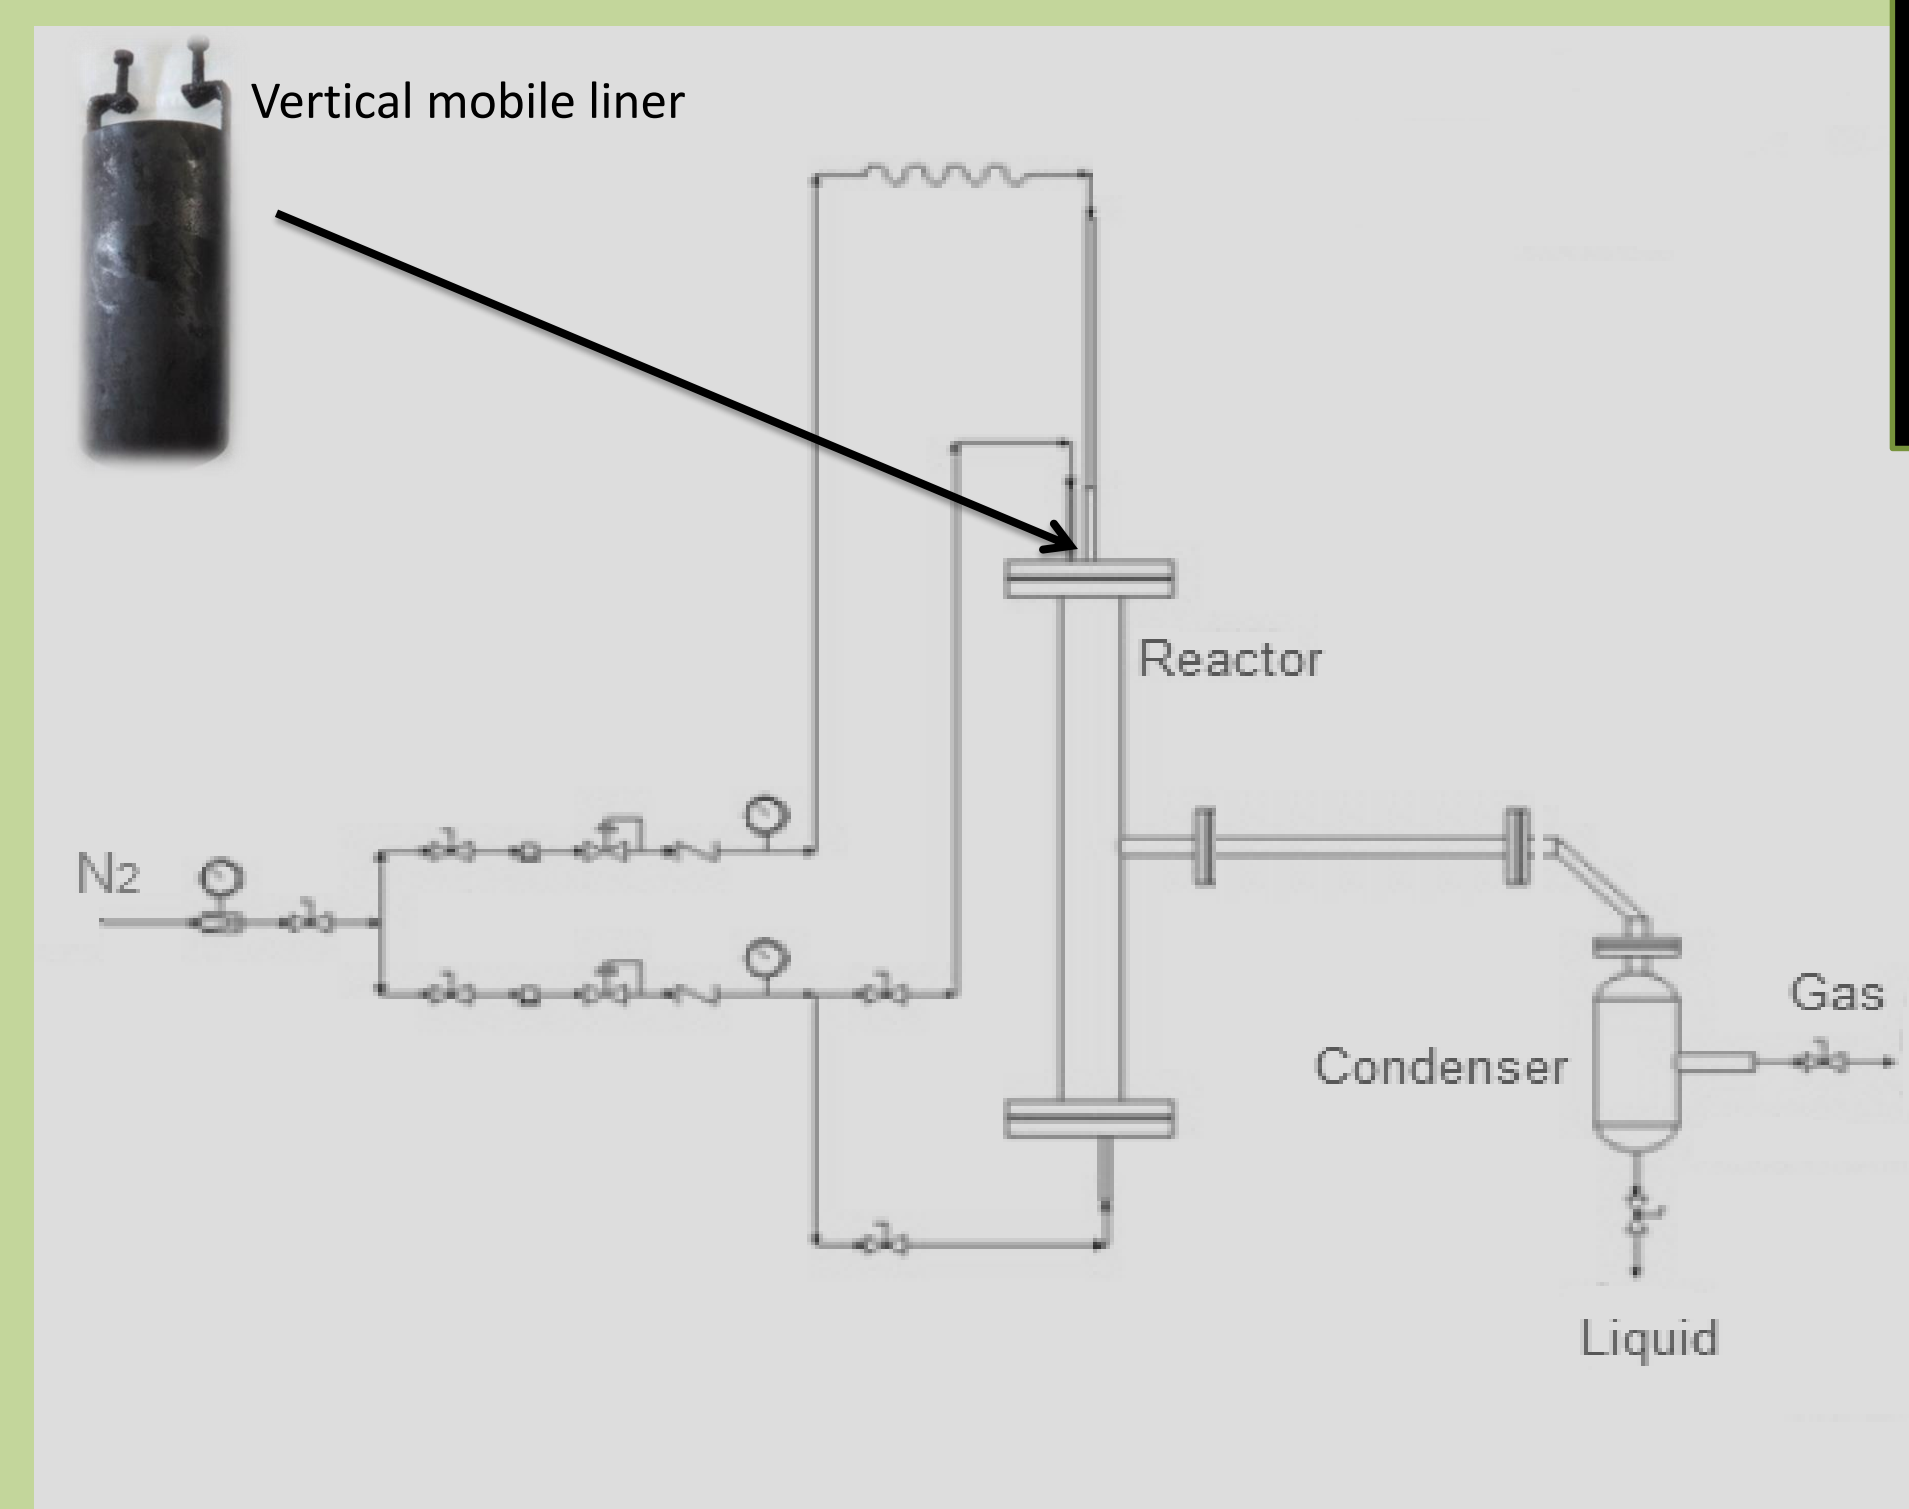 Vertical mobile liner
Reactor
N2
Gas
Condenser
Liquid